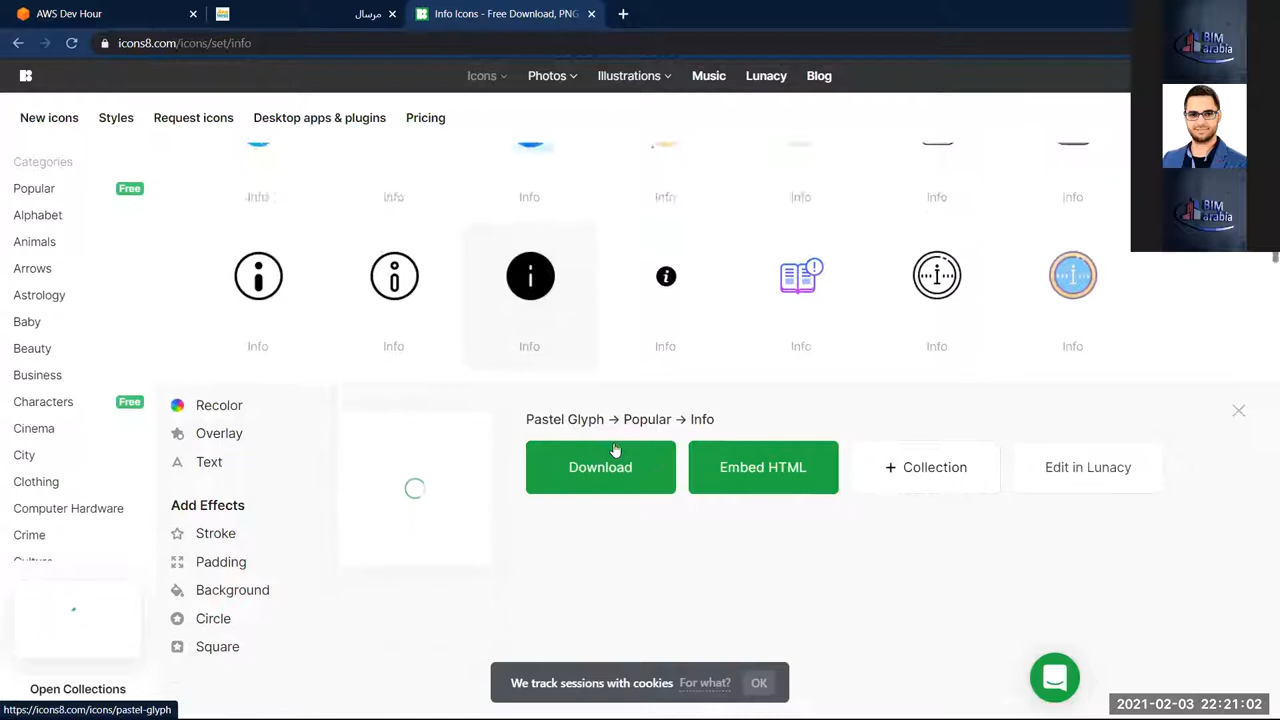 AWS Dev Hour
مرسال
Info Icons - Free Download, PNG
icons8.com/icons/set/info
Icons
Photos
Illustrations
Music
Lunacy
Blog
BIM
arabia
New icons
Styles
Request icons
Desktop apps & plugins
Pricing
Categories
Popular
Free
Alphabet
Animals
Arrows
Astrology
Baby
Beauty
Business
Characters
Free
Cinema
City
Clothing
Computer Hardware
Crime
Culture
Info
Info
Info
Info
Info
Info
Info
Info
Info
Info
Info
Info
Info
Info
BIM
arabia
Recolor
Overlay
Text
Add Effects
Stroke
Padding
Background
Circle
Square
Pastel Glyph → Popular → Info
Download
Embed HTML
+ Collection
Edit in Lunacy
We track sessions with cookies
For what?
OK
Open Collections
https://icons8.com/icons/pastel-glyph
2021-02-03 22:21:02